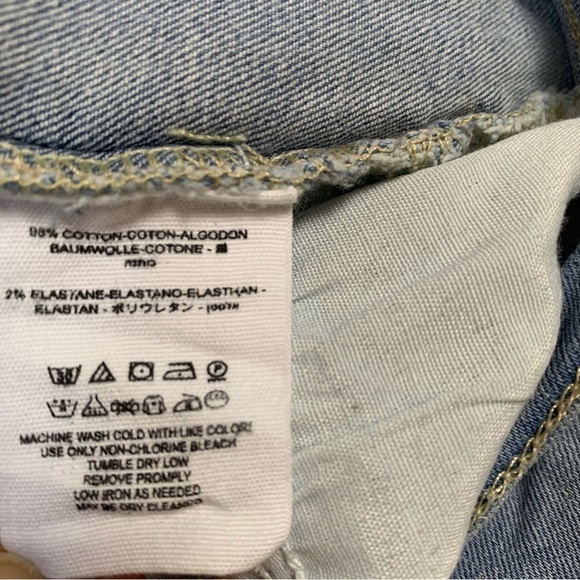 98% COTTON-COTON-ALGODON
BAUMWOLLE-COTONE - 綿
כותנה
2% ELASTANE-ELASTANO-ELASTHAN -
ELASTAN - ポリウレタン -
MACHINE WASH COLD WITH LIKE COLORS
USE ONLY NON-CHLORINE BLEACH
TUMBLE DRY LOW
REMOVE PROMPTLY
LOW IRON AS NEEDED
MAY BE DRY CLEANED